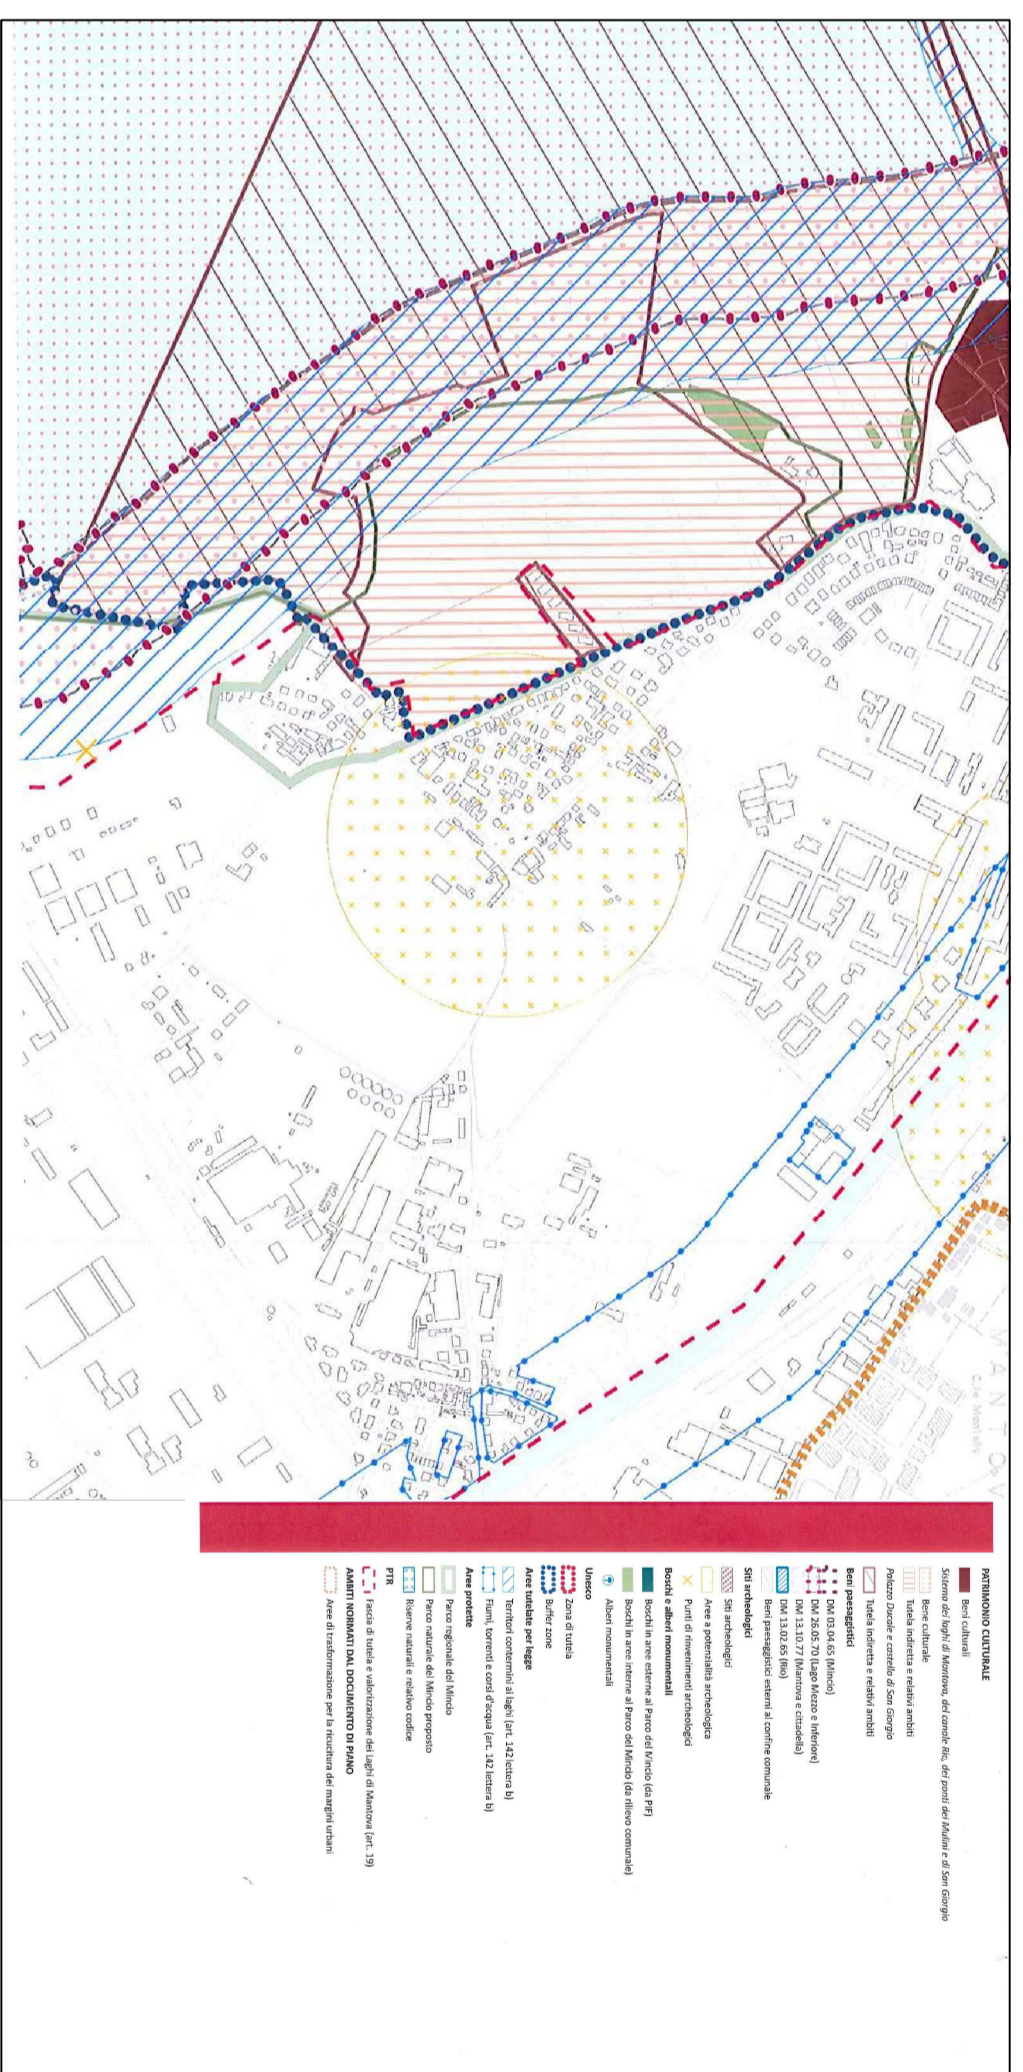 PATRIMONIO CULTURALE
Beni culturali
Sistema dei laghi di Mantova, del canale Rio, dei ponti dei Mulini e di San Giorgio
Bene culturale
Tutela indiretta e relativi ambiti
Palazzo Ducale e castello di San Giorgio
Tutela indiretta e relativi ambiti
Beni paesaggistici
DM 03.04.65 (Mincio)
DM 26.05.70 (Lago Mezzo e Inferiore)
DM 13.10.77 (Mantova e cittadella)
DM 13.02.65 (Rio)
Beni paesaggistici esterni al confine comunale
Siti archeologici
Siti archeologici
Aree a potenzialità archeologica
Punti di rinvenimenti archeologici
Boschi e alberi monumentali
Boschi in aree esterne al Parco del Mincio (da PIF)
Boschi in aree interne al Parco del Mincio (da rilievo comunale)
Alberi monumentali
Unesco
Zona di tutela
Buffer zone
Aree tutelate per legge
Territori contermini ai laghi (art. 142 lettera b)
Fiumi, torrenti e corsi d'acqua (art. 142 lettera b)
Aree protette
Parco regionale del Mincio
Parco naturale del Mincio proposto
Riserve naturali e relativo codice
PTR
Fascia di tutela e valorizzazione dei Laghi di Mantova (art. 19)
AMBITI NORMATI DAL DOCUMENTO DI PIANO
Aree di trasformazione per la ricucitura dei margini urbani
MANTOV